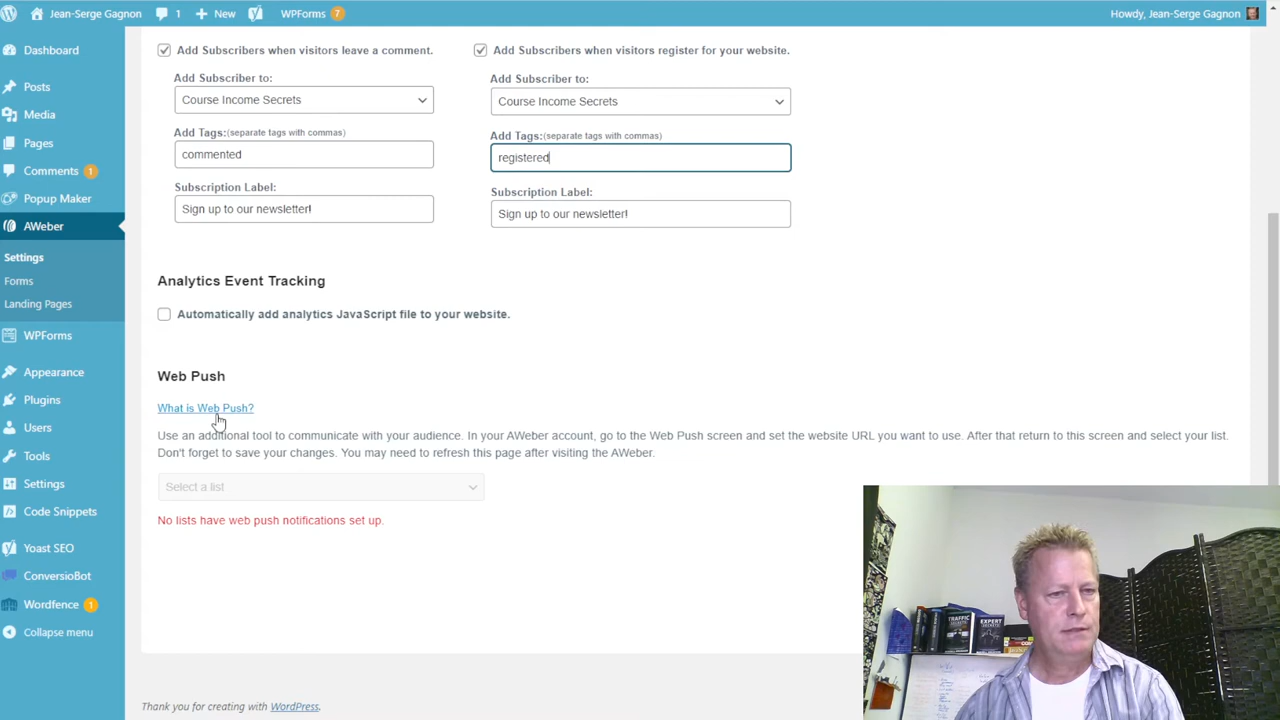 Jean-Serge Gagnon 1 + New WPForms 7 Howdy, Jean-Serge Gagnon
Dashboard
Posts
Media
Pages
Comments 1
Popup Maker
AWeber
Settings
Forms
Landing Pages
WPForms
Appearance
Plugins
Users
Tools
Settings
Code Snippets
Yoast SEO
ConversioBot
Wordfence 1
Collapse menu
Add Subscribers when visitors leave a comment.
Add Subscriber to:
Course Income Secrets
Add Tags:(separate tags with commas)
commented
Subscription Label:
Sign up to our newsletter!
Add Subscribers when visitors register for your website.
Add Subscriber to:
Course Income Secrets
Add Tags:(separate tags with commas)
registered
Subscription Label:
Sign up to our newsletter!
Analytics Event Tracking
Automatically add analytics JavaScript file to your website.
Web Push
What is Web Push?
Use an additional tool to communicate with your audience. In your AWeber account, go to the Web Push screen and set the website URL you want to use. After that return to this screen and select your list.
Don't forget to save your changes. You may need to refresh this page after visiting the AWeber.
Select a list
No lists have web push notifications set up.
Thank you for creating with WordPress.
TRAFFIC
SECRETS
EXPERT
SECRETS